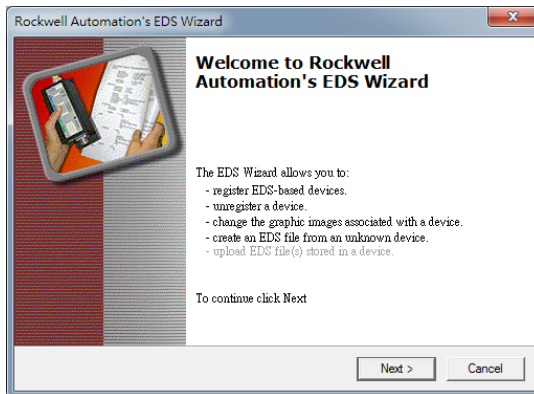 Rockwell Automation's EDS Wizard
Welcome to Rockwell
Automation's EDS Wizard
The EDS Wizard allows you to:
- register EDS-based devices.
- unregister a device.
- change the graphic images associated with a device.
- create an EDS file from an unknown device.
- upload EDS file(s) stored in a device.
To continue click Next
Next >
Cancel